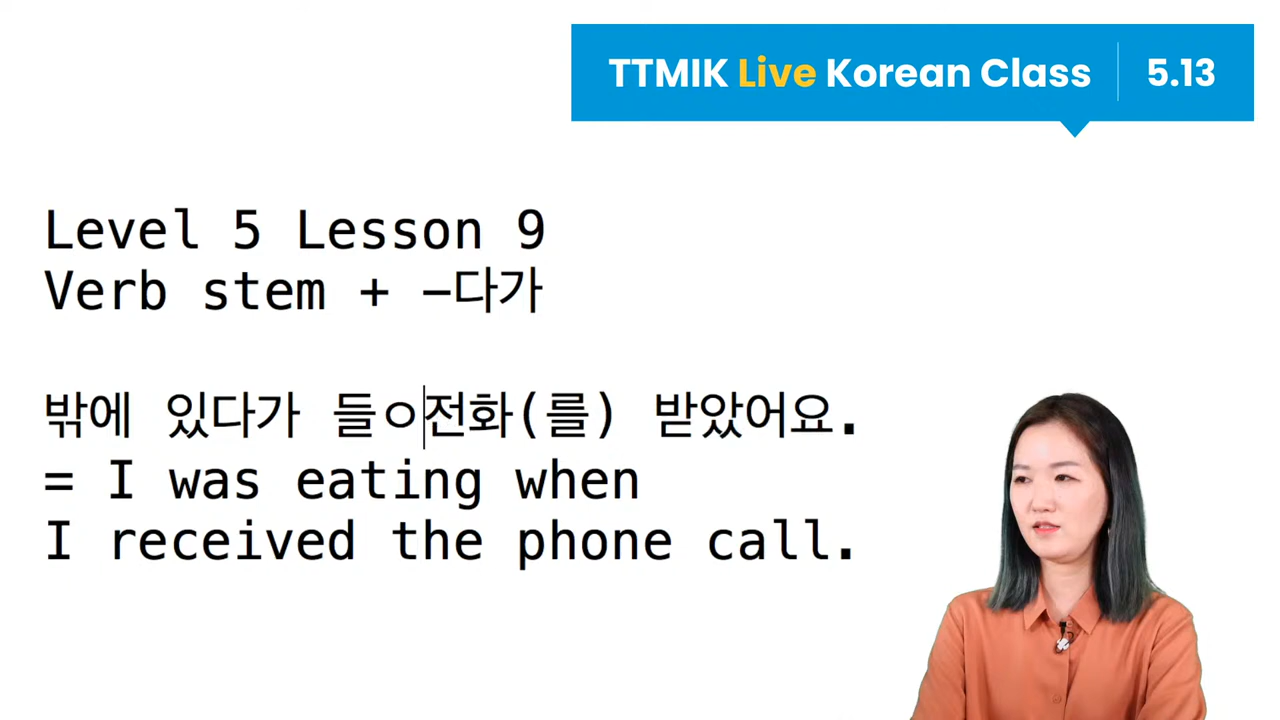 TTMIK Live Korean Class 5.13
Level 5 Lesson 9
Verb stem + -다가
밖에 있다가 들ㅇ전화(를) 받았어요.
= I was eating when
I received the phone call.